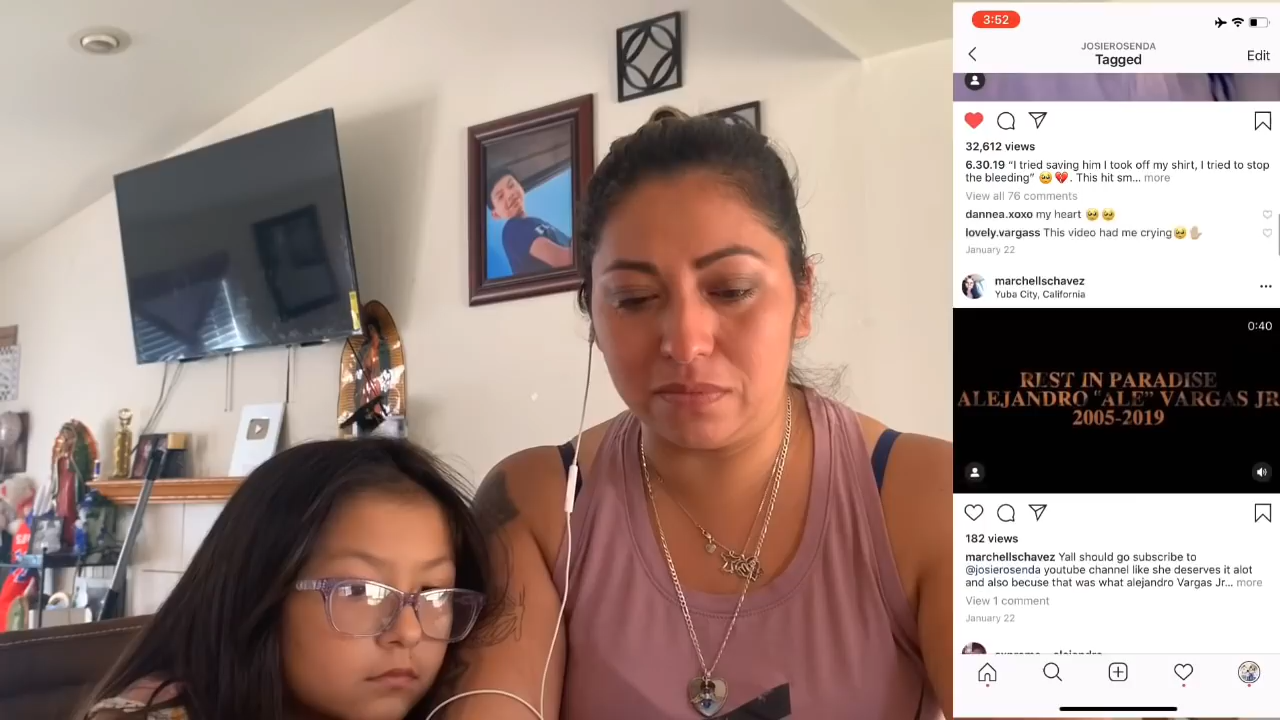 3:52
JOSIEROSENDA
Tagged
Edit
32,612 views
6.30.19 “I tried saving him I took off my shirt, I tried to stop
the bleeding” 🥹💔. This hit sm... more
View all 76 comments
dannea.xoxo my heart 🥹🥹
lovely.vargass This video had me crying🥹✋🏼
January 22
marchellschavez
Yuba City, California
0:40
REST IN PARADISE
ALEJANDRO "ALE" VARGAS JR
2005-2019
182 views
marchellschavez Yall should go subscribe to
@josierosenda youtube channel like she deserves it alot
and also becuse that was what alejandro Vargas Jr... more
View 1 comment
January 22